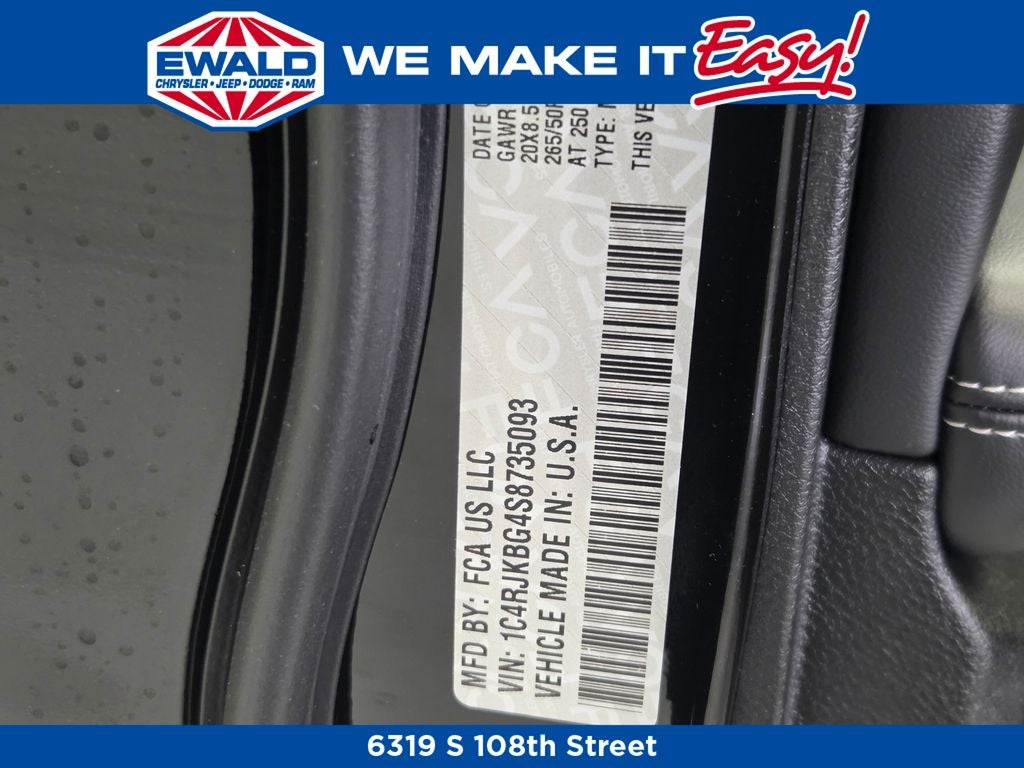 EWALD
CHRYSLER • JEEP • DODGE • RAM
WE MAKE IT Easy!
MFD BY: FCA US LLC
VIN: 1C4RJKBG4S8735093
VEHICLE MADE IN: U.S.A.
DATE
GAWR
20X8.5
265/50R
AT 250
TYPE:
THIS VE
6319 S 108th Street